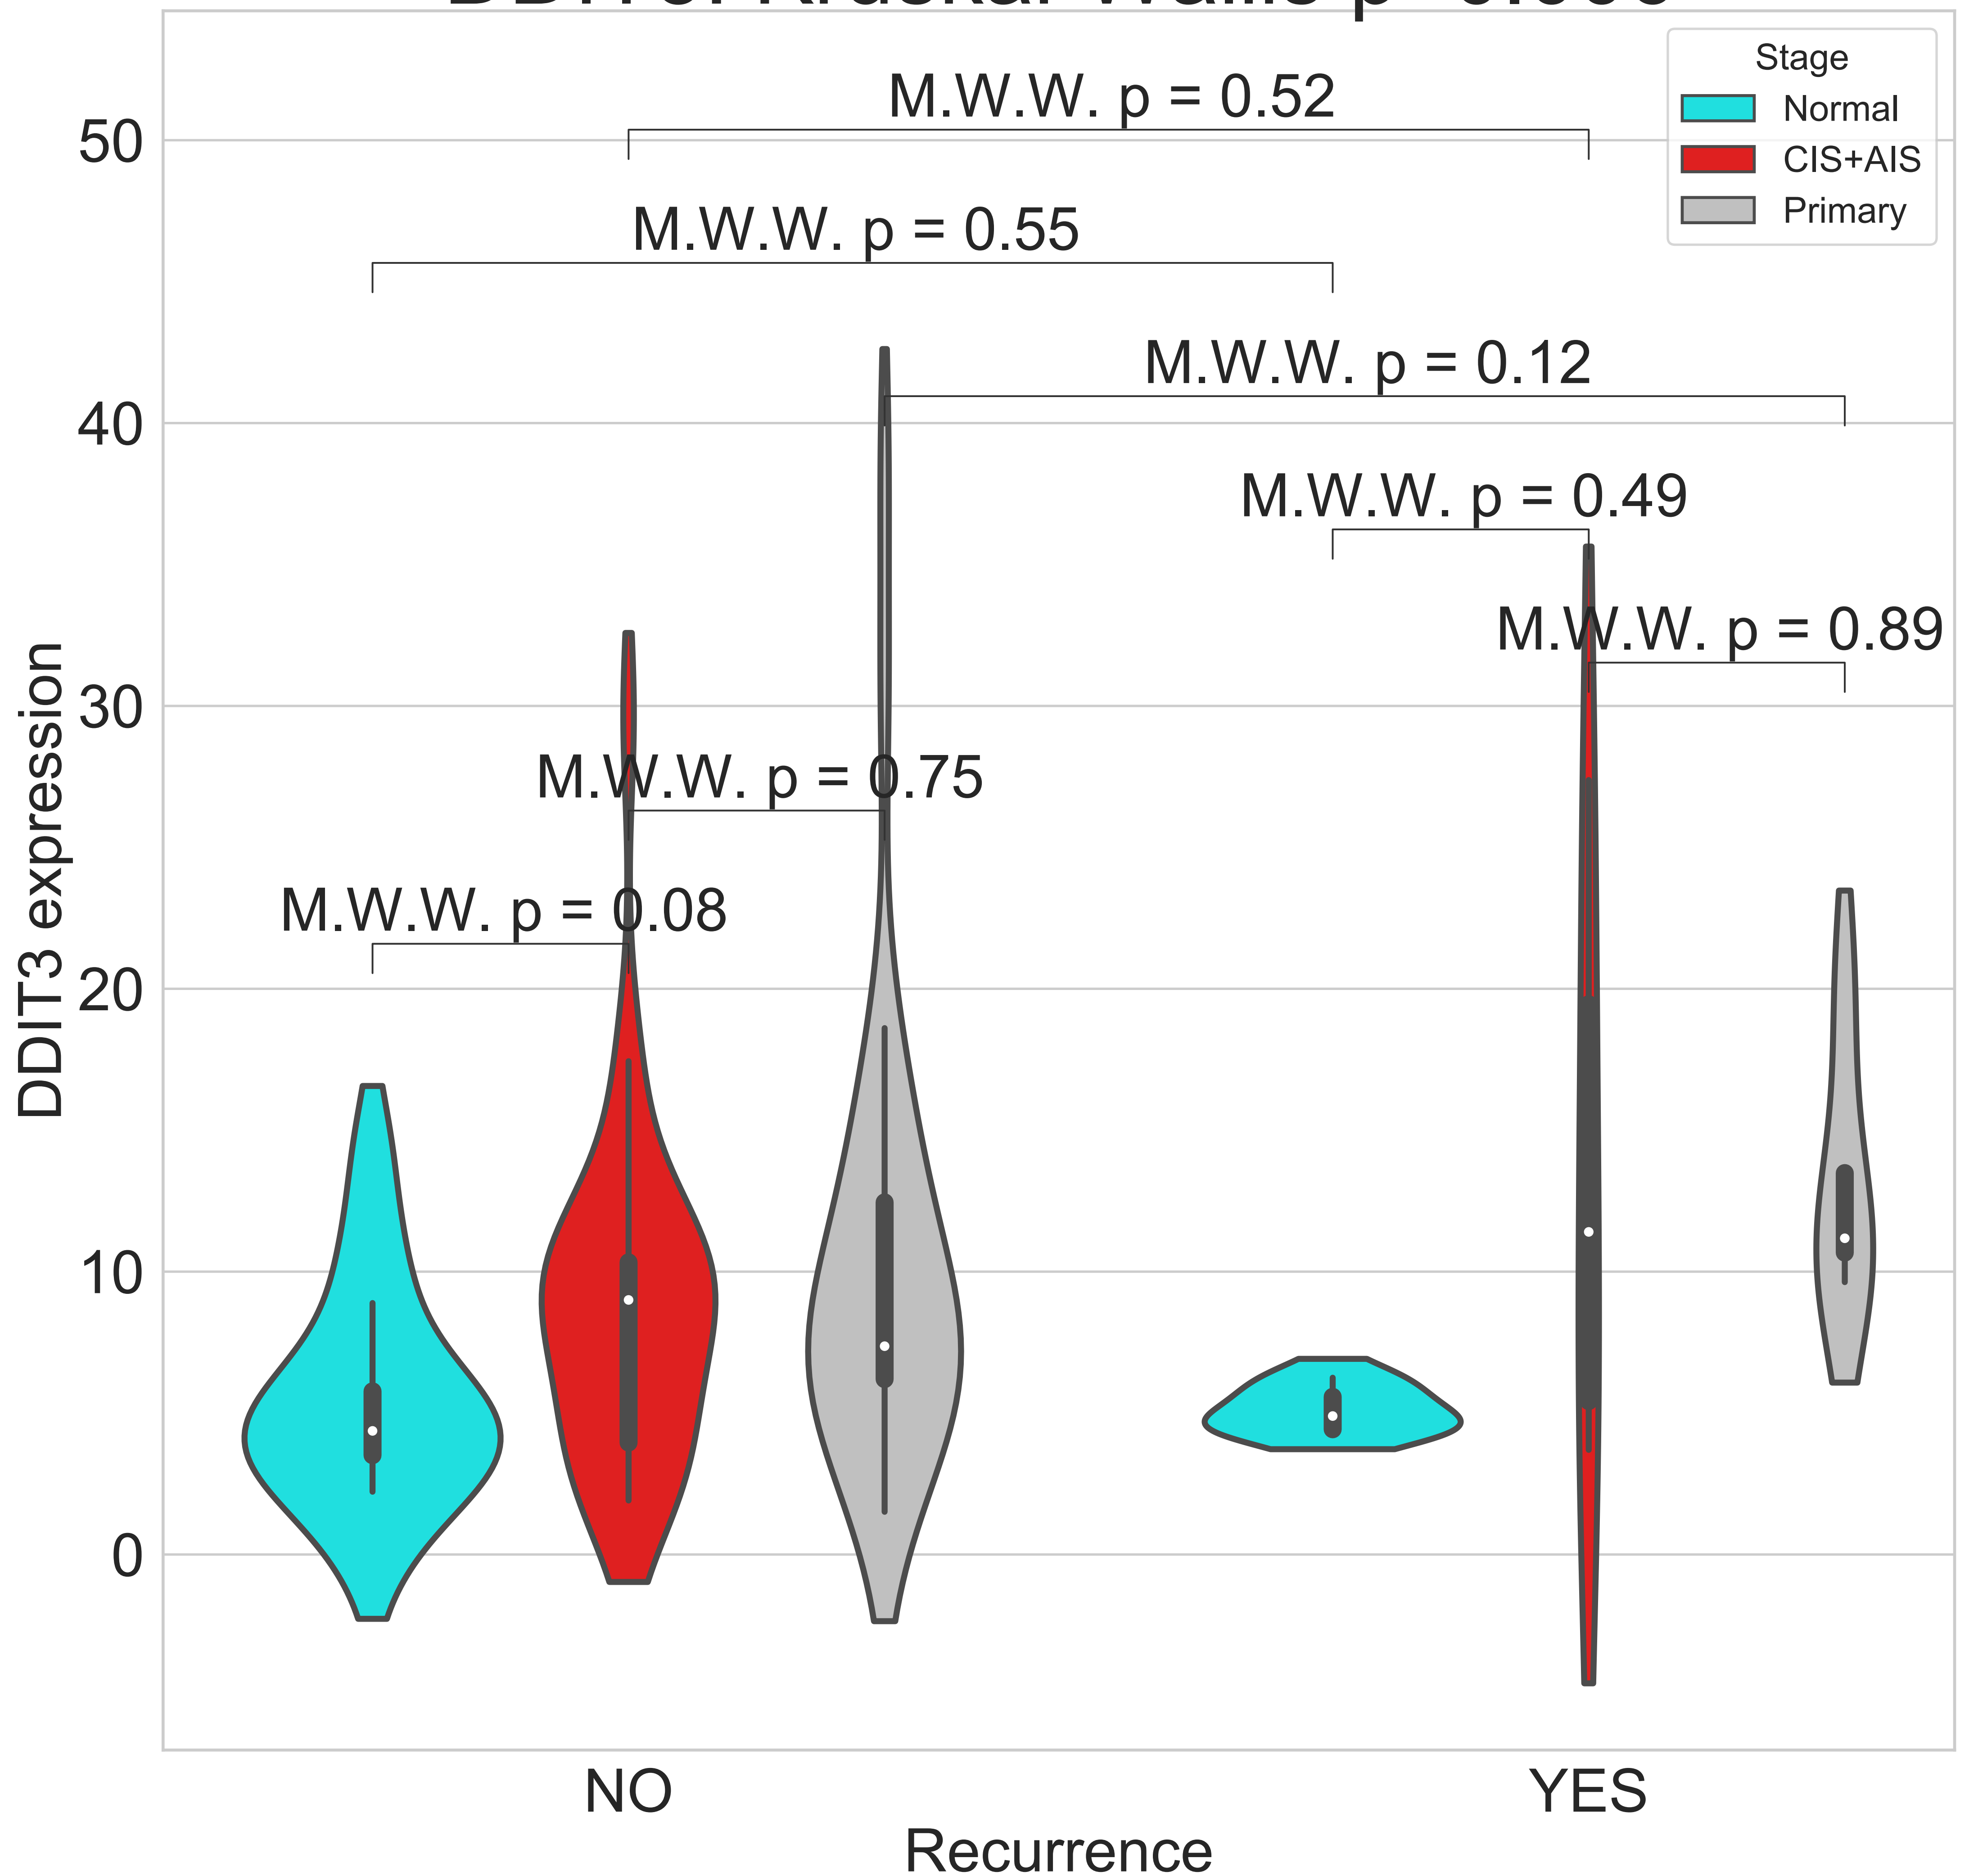 Stage
Normal
CIS+AIS
Primary
M.W.W. p = 0.52
M.W.W. p = 0.55
M.W.W. p = 0.12
M.W.W. p = 0.49
M.W.W. p = 0.89
M.W.W. p = 0.75
M.W.W. p = 0.08
50
40
30
20
10
0
DDIT3 expression
NO
YES
Recurrence